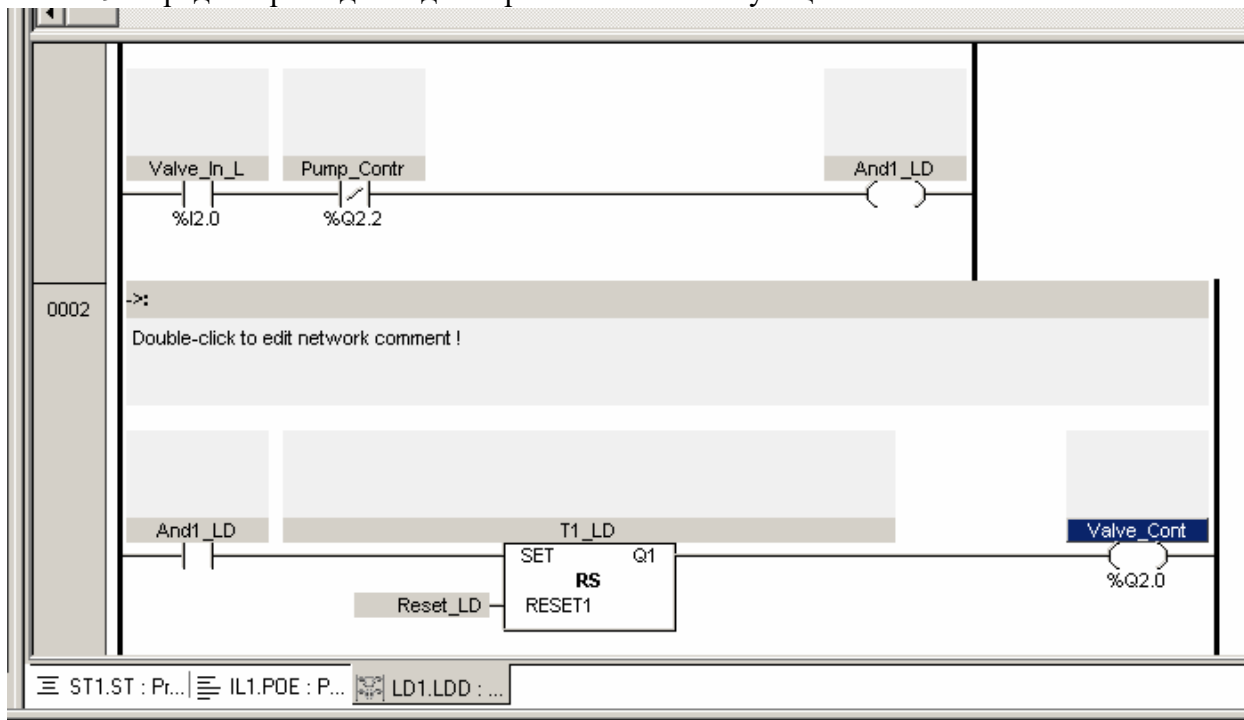 Valve_In_L Pump_Contr And1_LD
%I2.0 %Q2.2
0002 ->:
Double-click to edit network comment !
And1_LD T1_LD Valve_Cont
SET Q1
RS %Q2.0
Reset_LD RESET1
ST1.ST : Pr... IL1.POE : P... LD1.LDD : ...